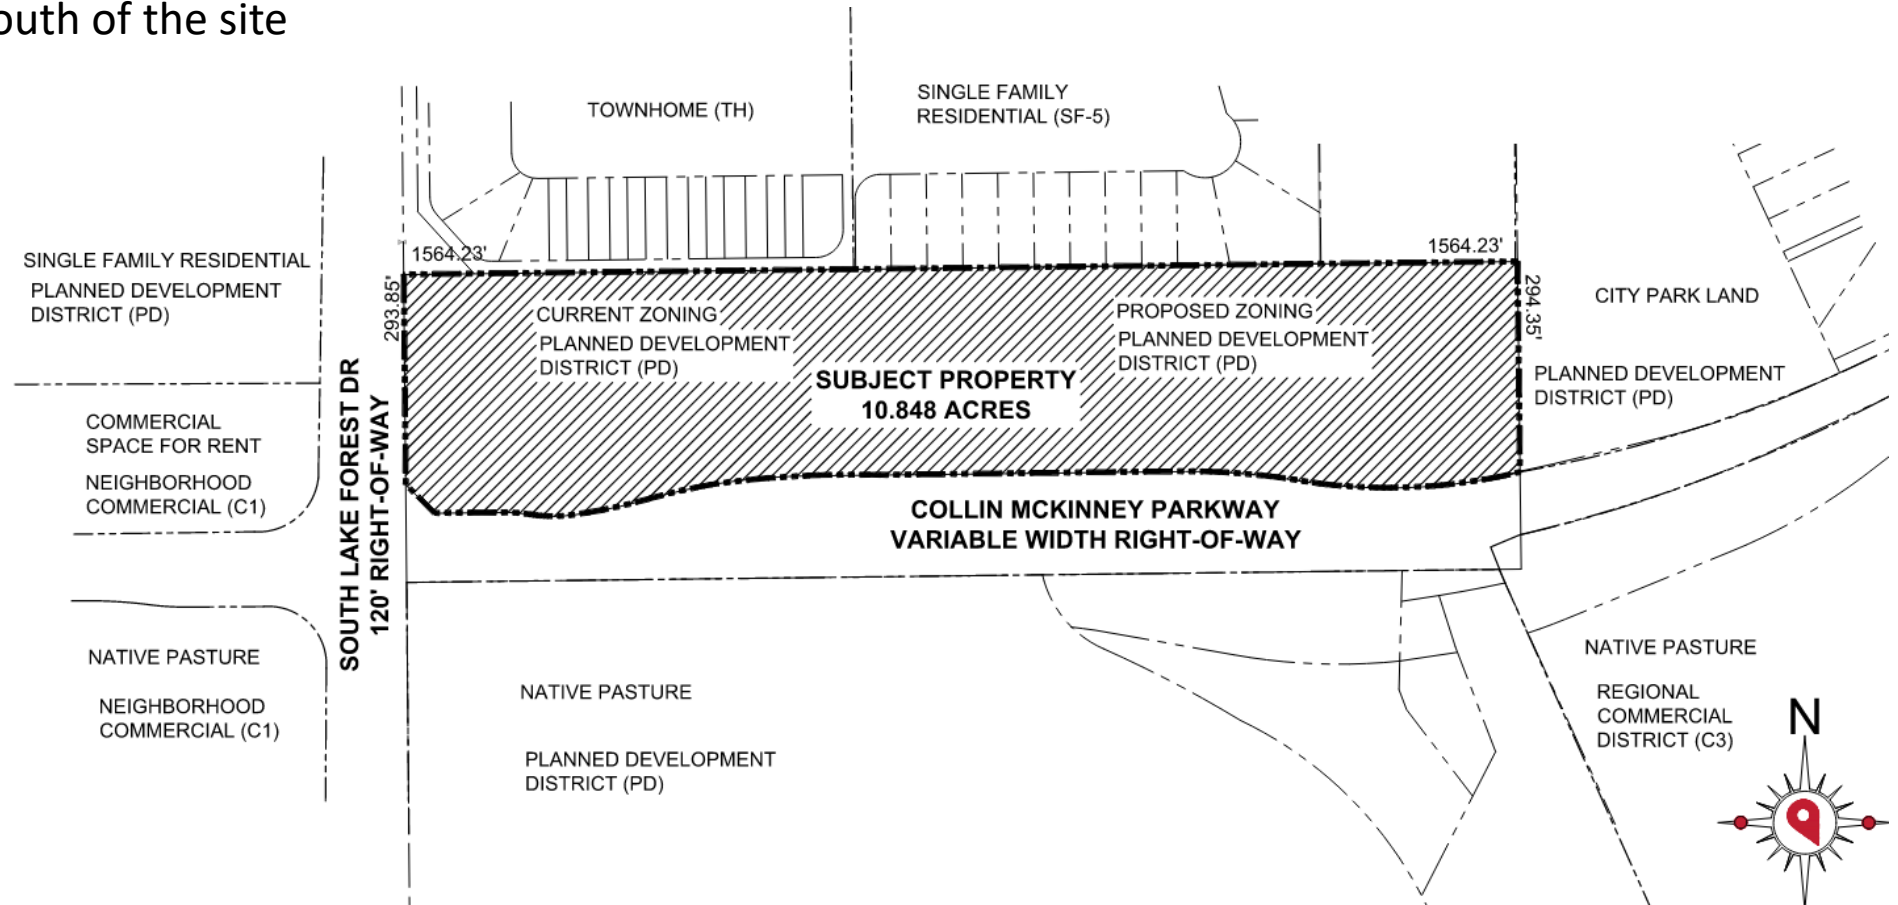 outh of the site
TOWNHOME (TH)
SINGLE FAMILY
RESIDENTIAL (SF-5)
SINGLE FAMILY RESIDENTIAL
PLANNED DEVELOPMENT
DISTRICT (PD)
1564.23'
1564.23'
293.85'
294.35'
CURRENT ZONING
PLANNED DEVELOPMENT
DISTRICT (PD)
PROPOSED ZONING
PLANNED DEVELOPMENT
DISTRICT (PD)
SUBJECT PROPERTY
10.848 ACRES
CITY PARK LAND
PLANNED DEVELOPMENT
DISTRICT (PD)
COMMERCIAL
SPACE FOR RENT
NEIGHBORHOOD
COMMERCIAL (C1)
SOUTH LAKE FOREST DR
120' RIGHT-OF-WAY
COLLIN MCKINNEY PARKWAY
VARIABLE WIDTH RIGHT-OF-WAY
NATIVE PASTURE
NEIGHBORHOOD
COMMERCIAL (C1)
NATIVE PASTURE
PLANNED DEVELOPMENT
DISTRICT (PD)
NATIVE PASTURE
REGIONAL
COMMERCIAL
DISTRICT (C3)
N